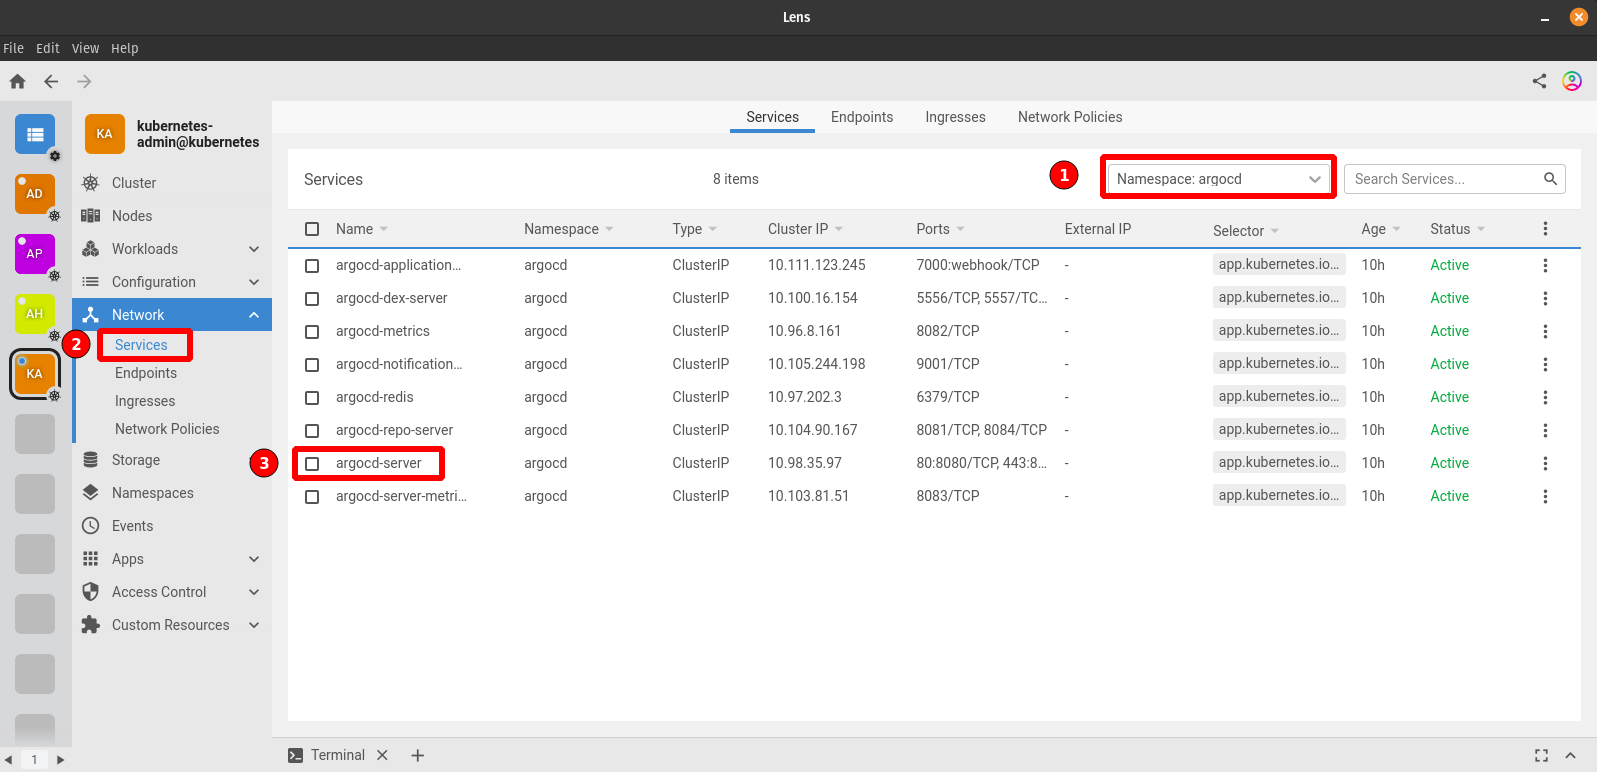 Lens
File Edit View Help
KA
kubernetes-
admin@kubernetes
AD
AP
AH
KA
1
Cluster
Nodes
Workloads
Configuration
Network
2
Services
Endpoints
Ingresses
Network Policies
Storage
Namespaces
Events
Apps
Access Control
Custom Resources
Services Endpoints Ingresses Network Policies
Services 8 items 1 Namespace: argocd Search Services...
Name Namespace Type Cluster IP Ports External IP Selector Age Status
argocd-application... argocd ClusterIP 10.111.123.245 7000:webhook/TCP - app.kubernetes.io... 10h Active
argocd-dex-server argocd ClusterIP 10.100.16.154 5556/TCP, 5557/TC... - app.kubernetes.io... 10h Active
argocd-metrics argocd ClusterIP 10.96.8.161 8082/TCP - app.kubernetes.io... 10h Active
argocd-notification... argocd ClusterIP 10.105.244.198 9001/TCP - app.kubernetes.io... 10h Active
argocd-redis argocd ClusterIP 10.97.202.3 6379/TCP - app.kubernetes.io... 10h Active
argocd-repo-server argocd ClusterIP 10.104.90.167 8081/TCP, 8084/TCP - app.kubernetes.io... 10h Active
3 argocd-server argocd ClusterIP 10.98.35.97 80:8080/TCP, 443:8... - app.kubernetes.io... 10h Active
argocd-server-metri... argocd ClusterIP 10.103.81.51 8083/TCP - app.kubernetes.io... 10h Active
Terminal